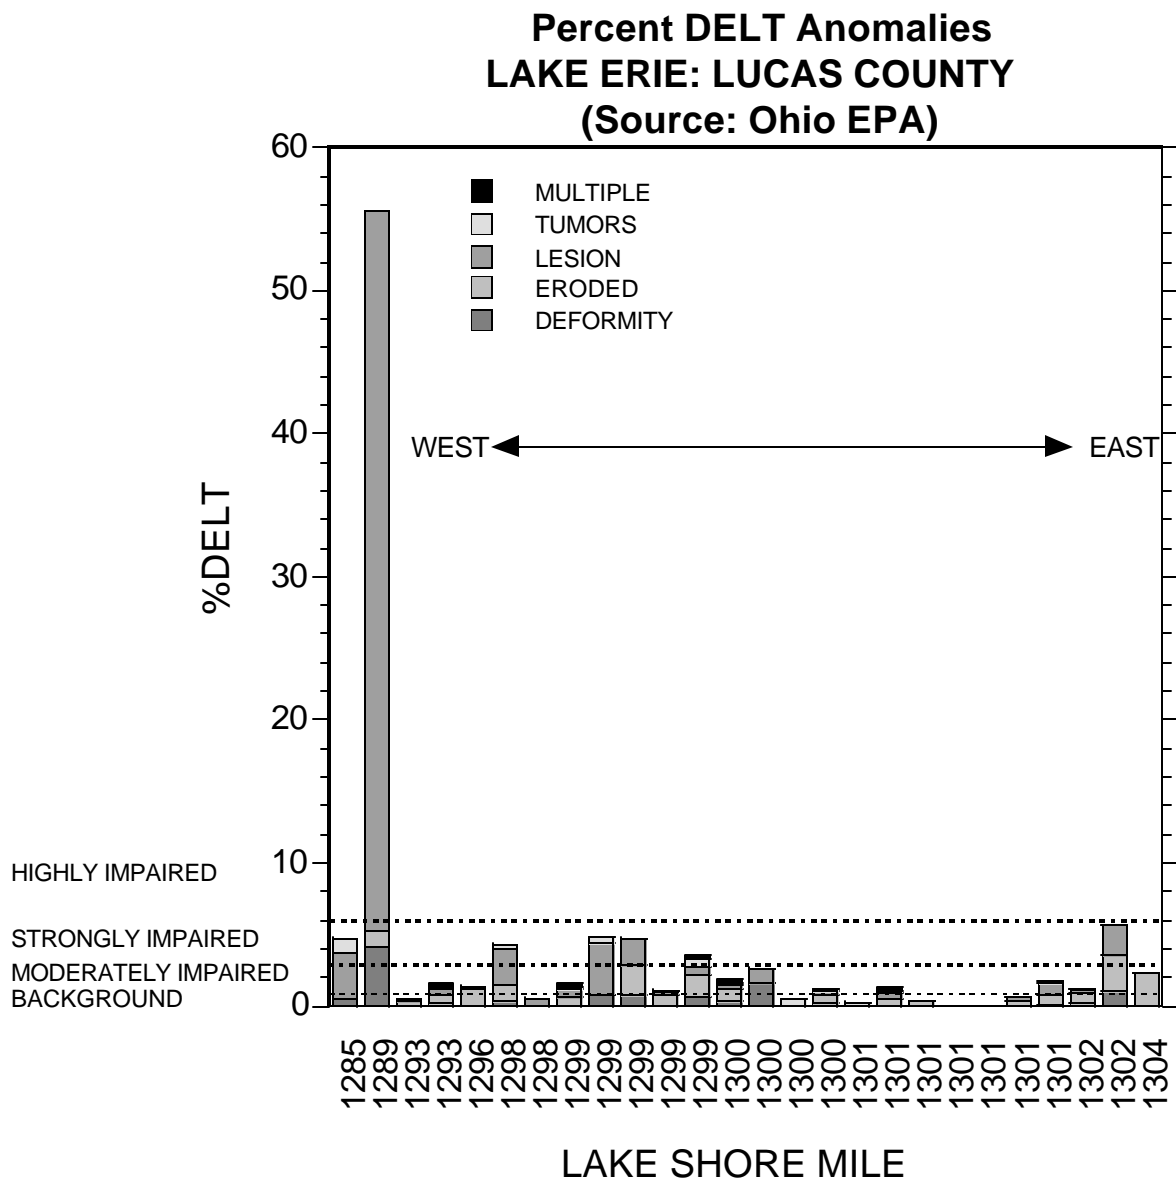 Percent DELT Anomalies
LAKE ERIE: LUCAS COUNTY
(Source: Ohio EPA)
60
50
40
30
20
10
0
%DELT
MULTIPLE
TUMORS
LESION
ERODED
DEFORMITY
WEST
EAST
HIGHLY IMPAIRED
STRONGLY IMPAIRED
MODERATELY IMPAIRED
BACKGROUND
1285
1289
1293
1293
1296
1298
1298
1299
1299
1299
1299
1299
1300
1300
1300
1300
1301
1301
1301
1301
1301
1301
1301
1302
1302
1304
LAKE SHORE MILE